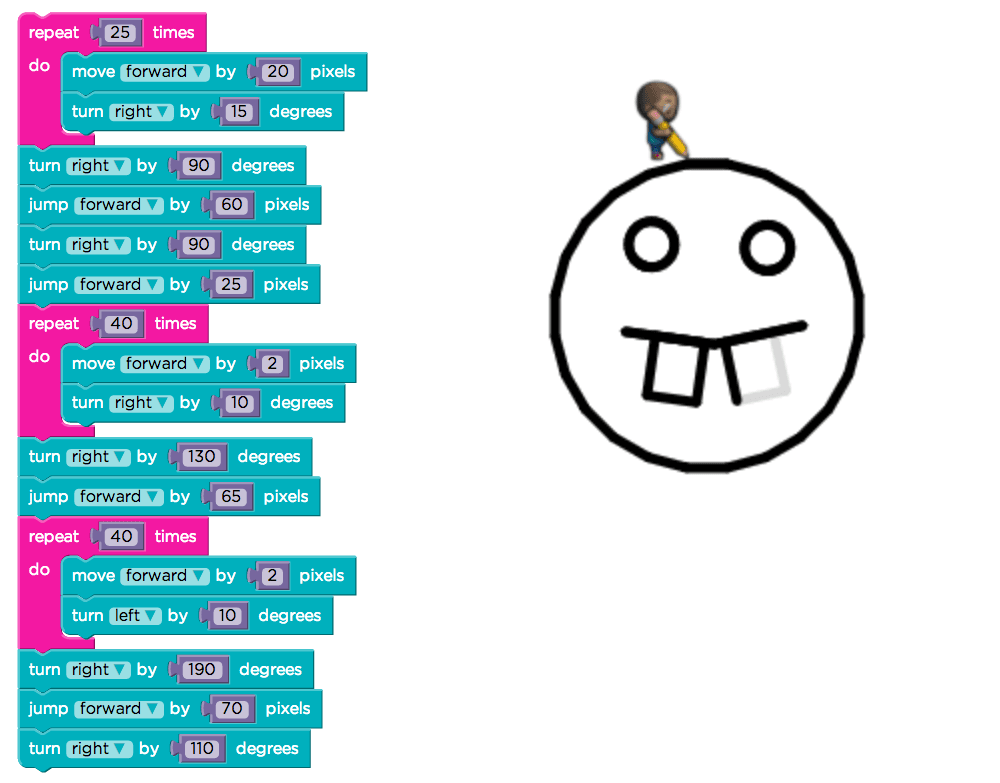 repeat 25 times
do move forward ▼ by 20 pixels
turn right ▼ by 15 degrees
turn right ▼ by 90 degrees
jump forward ▼ by 60 pixels
turn right ▼ by 90 degrees
jump forward ▼ by 25 pixels
repeat 40 times
do move forward ▼ by 2 pixels
turn right ▼ by 10 degrees
turn right ▼ by 130 degrees
jump forward ▼ by 65 pixels
repeat 40 times
do move forward ▼ by 2 pixels
turn left ▼ by 10 degrees
turn right ▼ by 190 degrees
jump forward ▼ by 70 pixels
turn right ▼ by 110 degrees